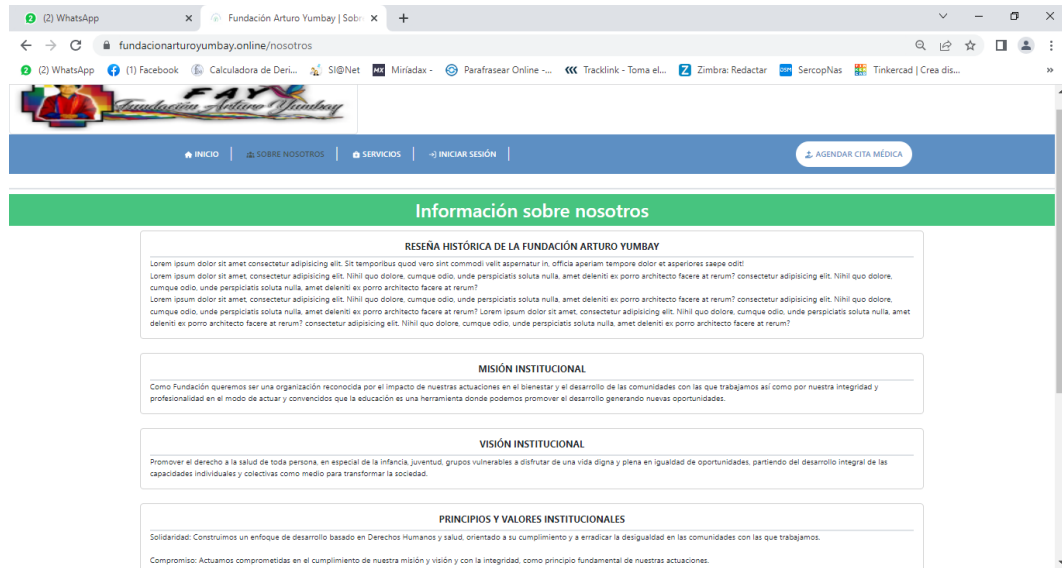 (2) WhatsApp
Fundación Arturo Yumbay | Sobr
fundacionarturoyumbay.online/nosotros
(2) WhatsApp (1) Facebook Calculadora de Deri... SI@Net Miríadax - Parafrasear Online -... Tracklink - Toma el... Zimbra: Redactar SercopNas Tinkercad | Crea dis... »
FAY
Fundación Arturo Yumbay
INICIO SOBRE NOSOTROS SERVICIOS INICIAR SESIÓN AGENDAR CITA MÉDICA
Información sobre nosotros
RESEÑA HISTÓRICA DE LA FUNDACIÓN ARTURO YUMBAY
Lorem ipsum dolor sit amet consectetur adipisicing elit. Sit temporibus quod vero sint commodi velit aspernatur in, officia aperiam tempore dolor et asperiores saepe odit!
Lorem ipsum dolor sit amet, consectetur adipisicing elit. Nihil quo dolore, cumque odio, unde perspiciatis soluta nulla, amet deleniti ex porro architecto facere at rerum? consectetur adipisicing elit. Nihil quo dolore,
cumque odio, unde perspiciatis soluta nulla, amet deleniti ex porro architecto facere at rerum?
Lorem ipsum dolor sit amet, consectetur adipisicing elit. Nihil quo dolore, cumque odio, unde perspiciatis soluta nulla, amet deleniti ex porro architecto facere at rerum? consectetur adipisicing elit. Nihil quo dolore,
cumque odio, unde perspiciatis soluta nulla, amet deleniti ex porro architecto facere at rerum? Lorem ipsum dolor sit amet, consectetur adipisicing elit. Nihil quo dolore, cumque odio, unde perspiciatis soluta nulla, amet
deleniti ex porro architecto facere at rerum? consectetur adipisicing elit. Nihil quo dolore, cumque odio, unde perspiciatis soluta nulla, amet deleniti ex porro architecto facere at rerum?
MISIÓN INSTITUCIONAL
Como Fundación queremos ser una organización reconocida por el impacto de nuestras actuaciones en el bienestar y el desarrollo de las comunidades con las que trabajamos así como por nuestra integridad y
profesionalidad en el modo de actuar y convencidos que la educación es una herramienta donde podemos promover el desarrollo generando nuevas oportunidades.
VISIÓN INSTITUCIONAL
Promover el derecho a la salud de toda persona, en especial de la infancia, juventud, grupos vulnerables a disfrutar de una vida digna y plena en igualdad de oportunidades, partiendo del desarrollo integral de las
capacidades individuales y colectivas como medio para transformar la sociedad.
PRINCIPIOS Y VALORES INSTITUCIONALES
Solidaridad: Construimos un enfoque de desarrollo basado en Derechos Humanos y salud, orientado a su cumplimiento y a erradicar la desigualdad en las comunidades con las que trabajamos.
Compromiso: Actuamos comprometidas en el cumplimiento de nuestra misión y visión y con la integridad, como principio fundamental de nuestras actuaciones.